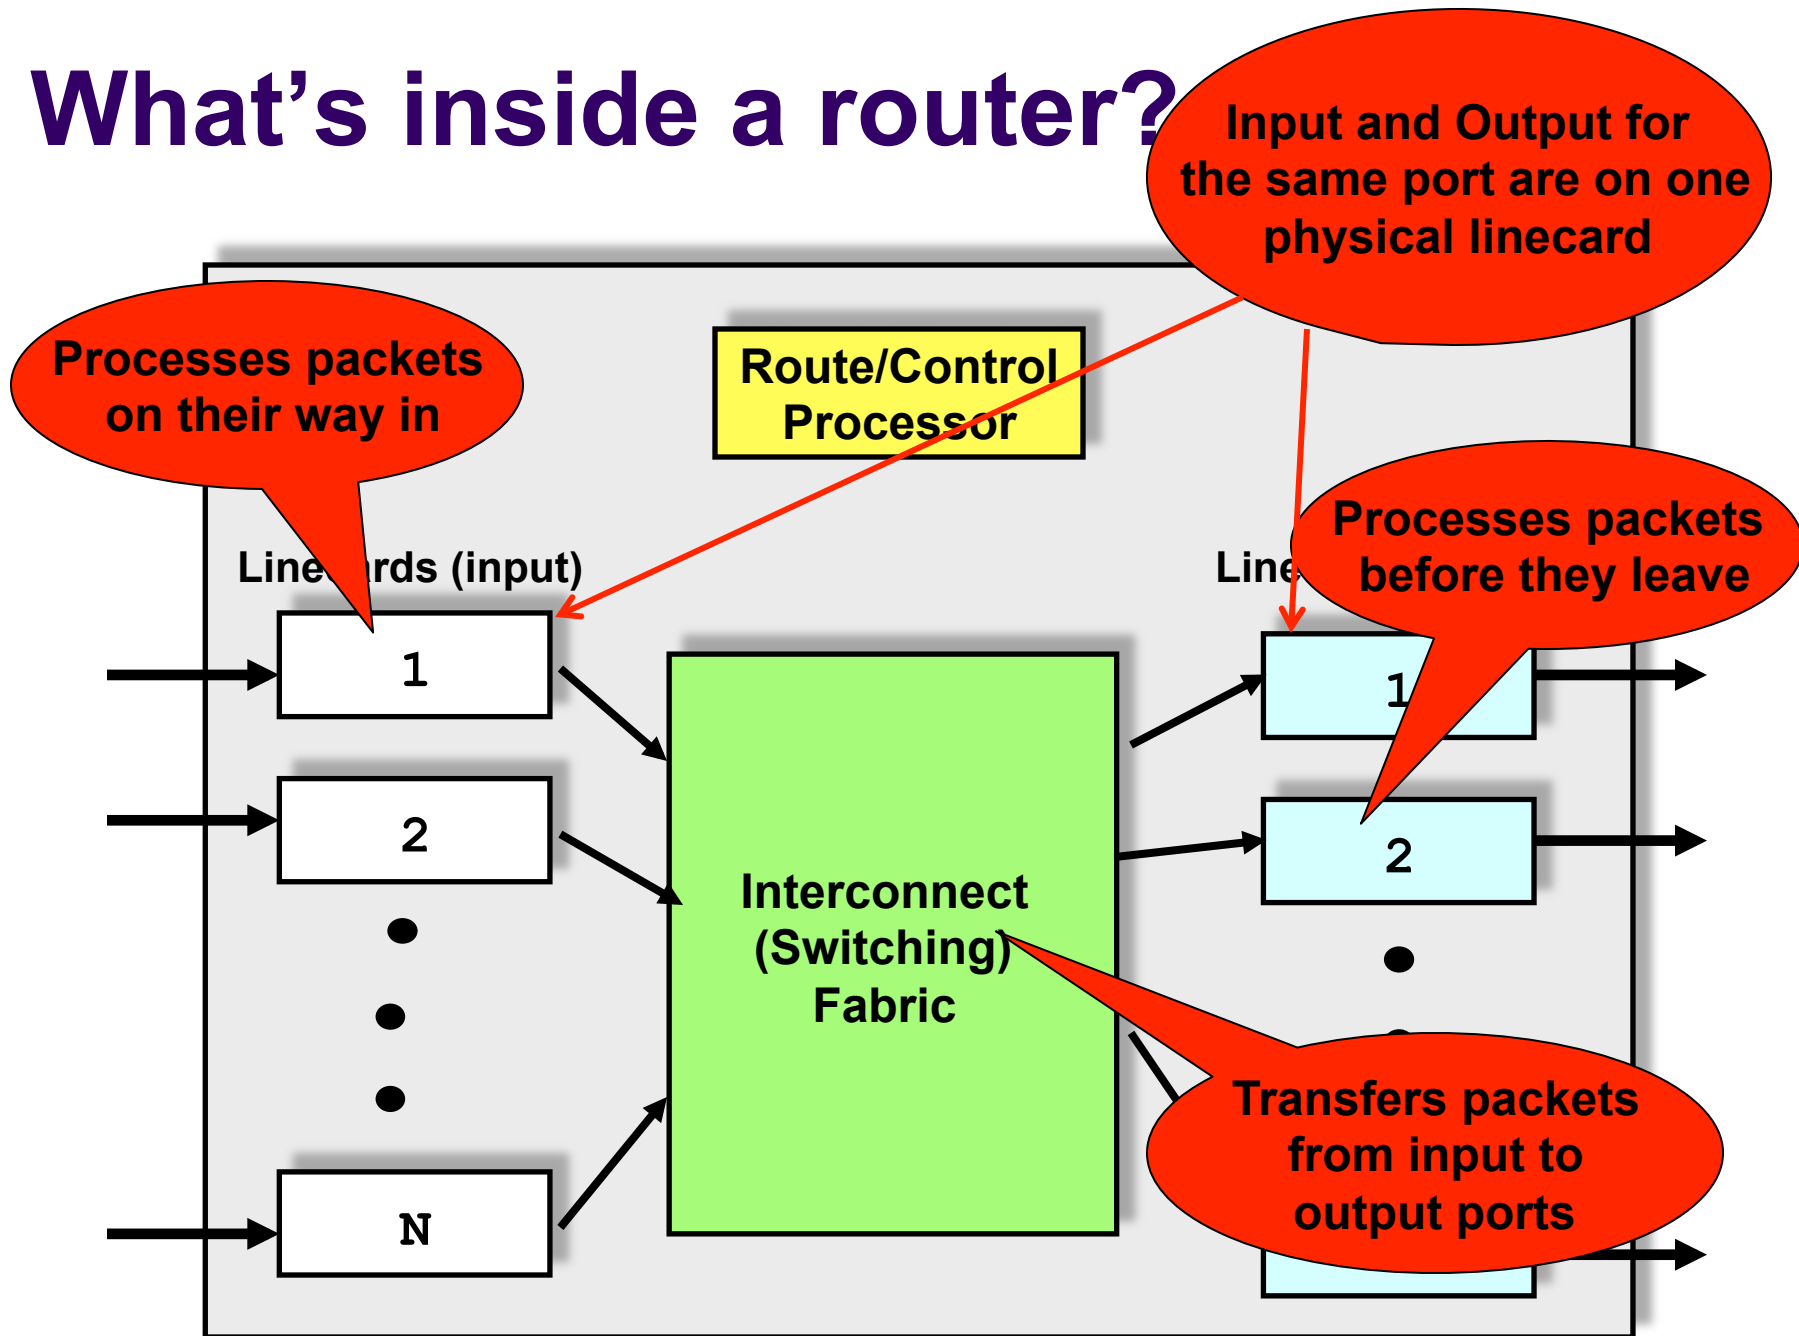 What's inside a router?
Input and Output for
the same port are on one
physical linecard
Processes packets
on their way in
Route/Control
Processor
Processes packets
before they leave
(input)
1
1
2
2
Interconnect
(Switching)
Fabric
Transfers packets
from input to
output ports
N